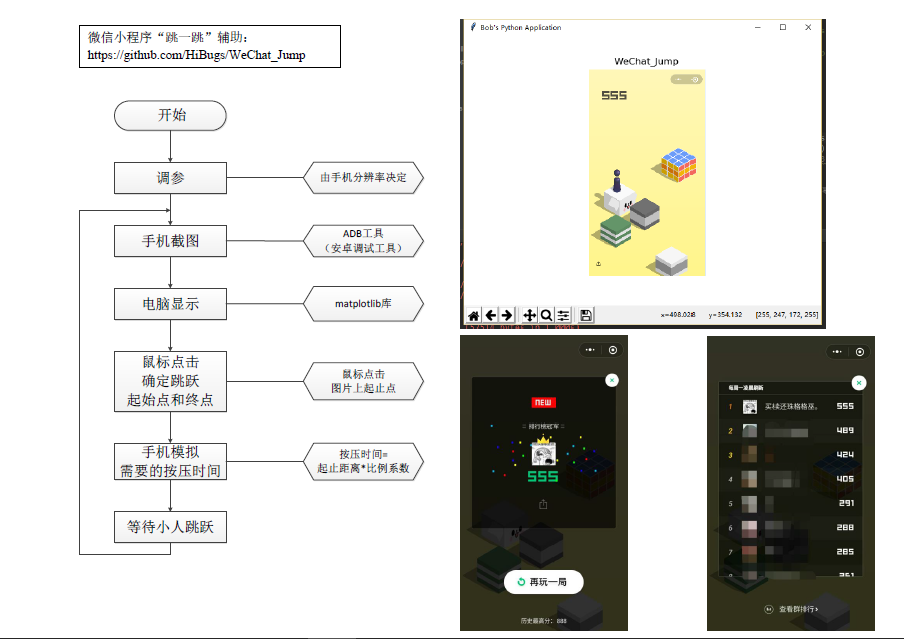 微信小程序“跳一跳”辅助：
https://github.com/HiBugs/WeChat_Jump
开始
调参
由手机分辨率决定
手机截图
ADB工具
（安卓调试工具）
电脑显示
matplotlib库
鼠标点击
确定跳跃
起始点和终点
鼠标点击
图片上起止点
手机模拟
需要的按压时间
按压时间=
起止距离*比例系数
等待小人跳跃
Bob's Python Application
WeChat_Jump
555
x=498.028 y=354.132 [255, 247, 172, 255]
NEW
排行榜冠军
555
再玩一局
历史最高分：888
每周一凌晨刷新
1 买椟还珠格格巫。 555
2 489
3 424
4 405
5 291
6 288
7 285
8 251
查看群排行>